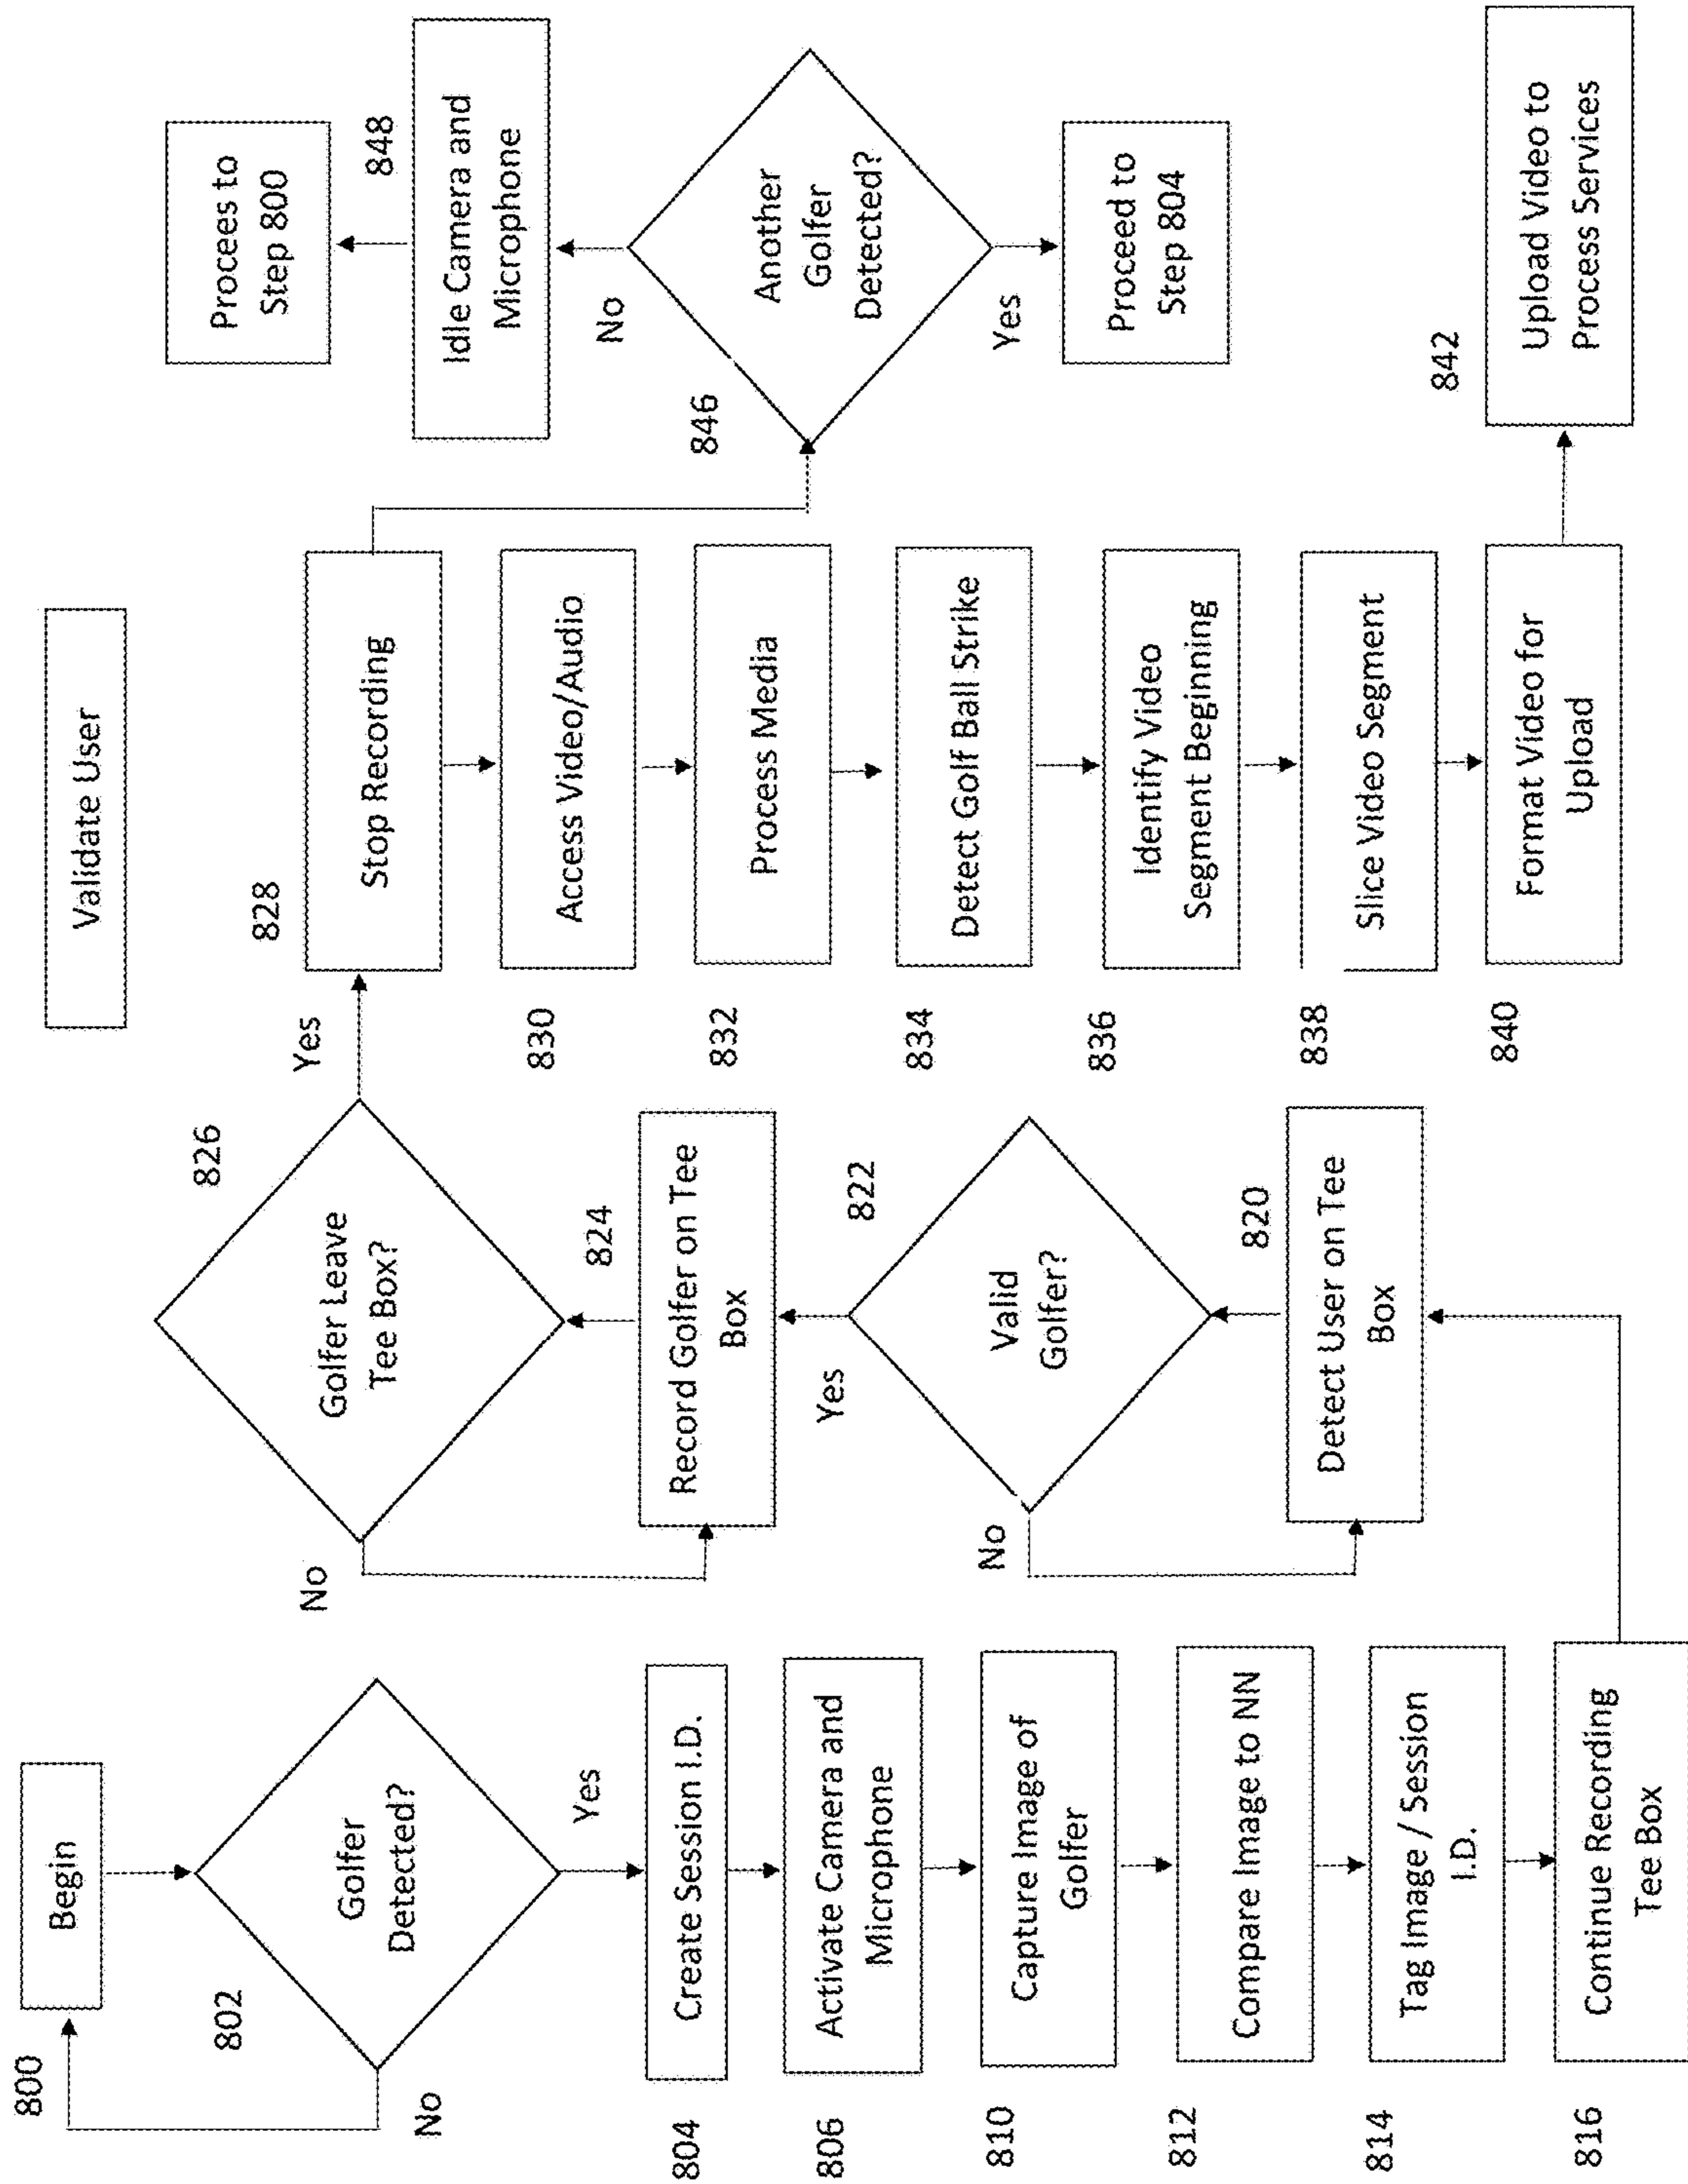 Validate User
800
Begin
802
Golfer
Detected?
No
Yes
804
Create Session I.D.
806
Activate Camera and
Microphone
810
Capture Image of
Golfer
812
Compare Image to NN
814
Tag Image / Session
I.D.
816
Continue Recording
Tee Box
826
Golfer Leave
Tee Box?
No
Yes
824
Record Golfer on Tee
Box
Yes
822
Valid
Golfer?
No
820
Detect User on Tee
Box
828
Stop Recording
830
Access Video/Audio
832
Process Media
834
Detect Golf Ball Strike
836
Identify Video
Segment Beginning
838
Slice Video Segment
840
Format Video for
Upload
Procees to
Step 800
848
Idle Camera and
Microphone
No
846
Another
Golfer
Detected?
Yes
Proceed to
Step 804
842
Upload Video to
Process Services